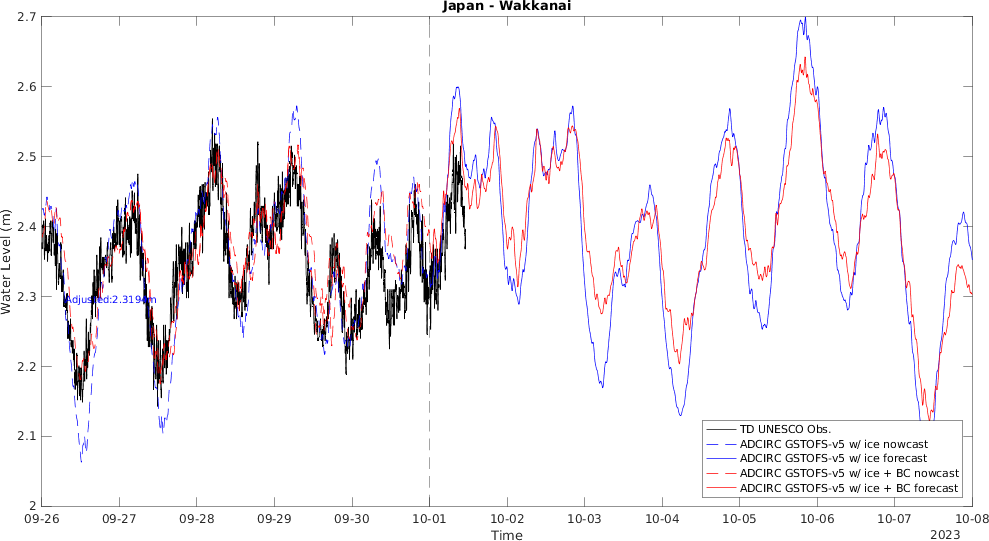 Japan - Wakkanai
2.7
2.6
2.5
2.4
2.3
2.2
2.1
2
Water Level (m)
Adjusted:2.3194m
TD UNESCO Obs.
ADCIRC GSTOFS-v5 w/ ice nowcast
ADCIRC GSTOFS-v5 w/ ice forecast
ADCIRC GSTOFS-v5 w/ ice + BC nowcast
ADCIRC GSTOFS-v5 w/ ice + BC forecast
09-26 09-27 09-28 09-29 09-30 10-01 10-02 10-03 10-04 10-05 10-06 10-07 10-08
Time
2023